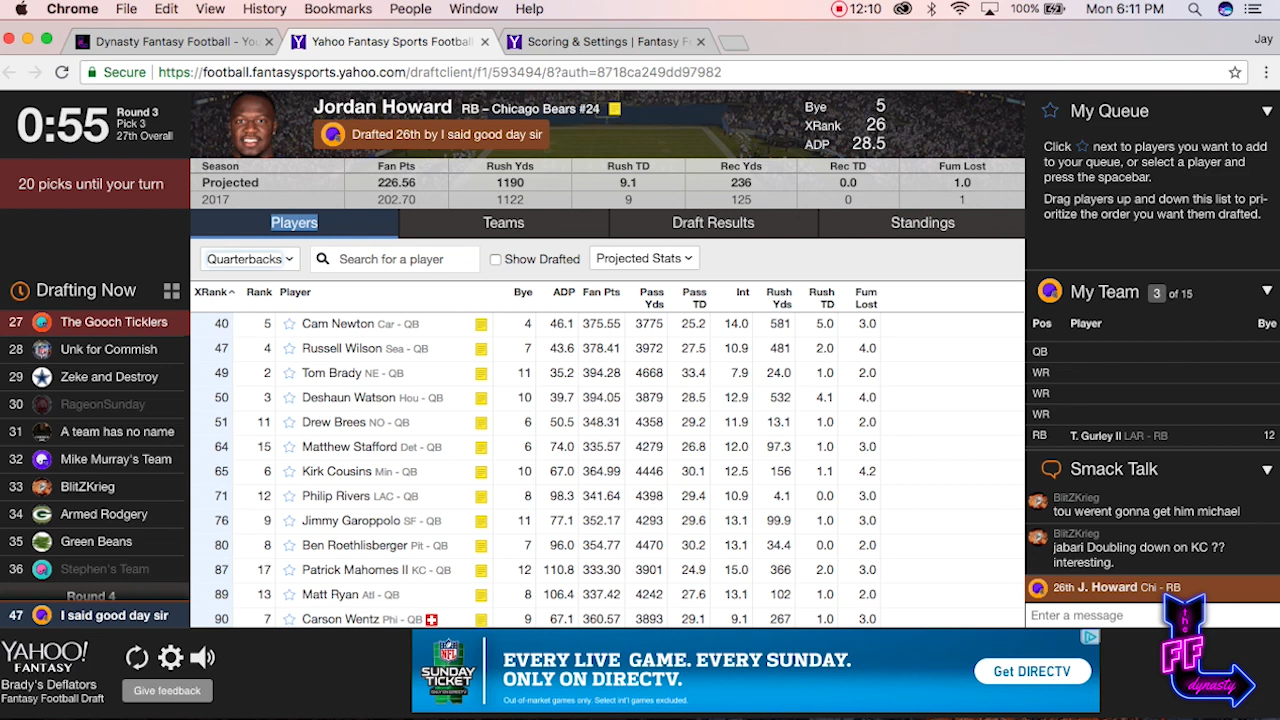 Chrome File Edit View History Bookmarks People Window Help 12:10 100% Mon 6:11 PM
Dynasty Fantasy Football - You
Yahoo Fantasy Sports Football
Scoring & Settings | Fantasy F
Jay
Secure https://football.fantasysports.yahoo.com/draftclient/f1/593494/8?auth=8718ca249dd97982
0:55
Round 3
Pick 3
27th Overall
20 picks until your turn
Drafting Now
27 The Gooch Ticklers
28 Unk for Commish
29 Zeke and Destroy
30 RageonSunday
31 A team has no name
32 Mike Murray's Team
33 BlitZKrieg
34 Armed Rodgery
35 Green Beans
36 Stephen's Team
Round 4
47 I said good day sir
Jordan Howard RB – Chicago Bears #24
Drafted 26th by I said good day sir
Bye 5
XRank 26
ADP 28.5
Season Fan Pts Rush Yds Rush TD Rec Yds Rec TD Fum Lost
Projected 226.56 1190 9.1 236 0.0 1.0
2017 202.70 1122 9 125 0 1
Players Teams Draft Results Standings
Quarterbacks Search for a player Show Drafted Projected Stats
XRank Rank Player Bye ADP Fan Pts Pass Yds Pass TD Int Rush Yds Rush TD Fum Lost
40 5 Cam Newton Car - QB 4 46.1 375.55 3775 25.2 14.0 581 5.0 3.0
47 4 Russell Wilson Sea - QB 7 43.6 378.41 3972 27.5 10.9 481 2.0 4.0
49 2 Tom Brady NE - QB 11 35.2 394.28 4668 33.4 7.9 24.0 1.0 2.0
50 3 Deshaun Watson Hou - QB 10 39.7 394.05 3879 28.5 12.9 532 4.1 4.0
51 11 Drew Brees NO - QB 6 50.5 348.31 4358 29.2 11.9 13.1 1.0 2.0
64 15 Matthew Stafford Det - QB 6 74.0 335.57 4279 26.8 12.0 97.3 1.0 3.0
65 6 Kirk Cousins Min - QB 10 67.0 364.99 4446 30.1 12.5 156 1.1 4.2
71 12 Philip Rivers LAC - QB 8 98.3 341.64 4398 29.4 10.9 4.1 0.0 3.0
76 9 Jimmy Garoppolo SF - QB 11 77.1 352.17 4293 29.6 13.1 99.9 1.0 3.0
80 8 Ben Roethlisberger Pit - QB 7 96.0 354.77 4470 30.2 13.1 34.4 0.0 2.0
87 17 Patrick Mahomes II KC - QB 12 110.8 333.30 3901 24.9 15.0 366 2.0 3.0
89 13 Matt Ryan Atl - QB 8 106.4 337.42 4242 27.6 13.1 102 1.0 2.0
90 7 Carson Wentz Phi - QB 9 67.1 360.57 3893 29.1 9.1 267 1.0 3.0
My Queue
Click next to players you want to add
to your queue, or select a player and
press the spacebar.
Drag players up and down this list to pri-
oritize the order you want them drafted.
My Team 3 of 15
Pos Player Bye
QB
WR
WR
WR
RB T. Gurley II LAR - RB 12
Smack Talk
BlitZKrieg
tou werent gonna get him michael
BlitZKrieg
jabari Doubling down on KC ??
interesting.
26th J. Howard Chi - RB
Enter a message
the
FF
dynasty
YAHOO!
FANTASY
Brady's Deflators
Fantasy Football Draft
Give feedback
NFL
SUNDAY
TICKET
EVERY LIVE GAME. EVERY SUNDAY.
ONLY ON DIRECTV.
Out-of-market games only. Select int'l games excluded.
Get DIRECTV